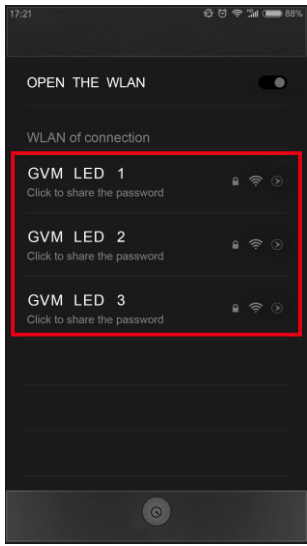 17:21 88%
OPEN THE WLAN
WLAN of connection
GVM LED 1
Click to share the password
GVM LED 2
Click to share the password
GVM LED 3
Click to share the password